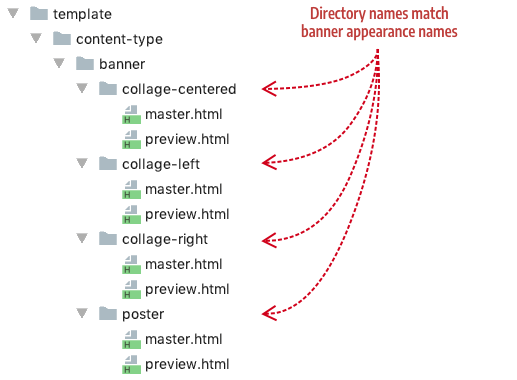 Directory names match
banner appearance names
template
content-type
banner
collage-centered
H master.html
H preview.html
collage-left
H master.html
H preview.html
collage-right
H master.html
H preview.html
poster
H master.html
H preview.html